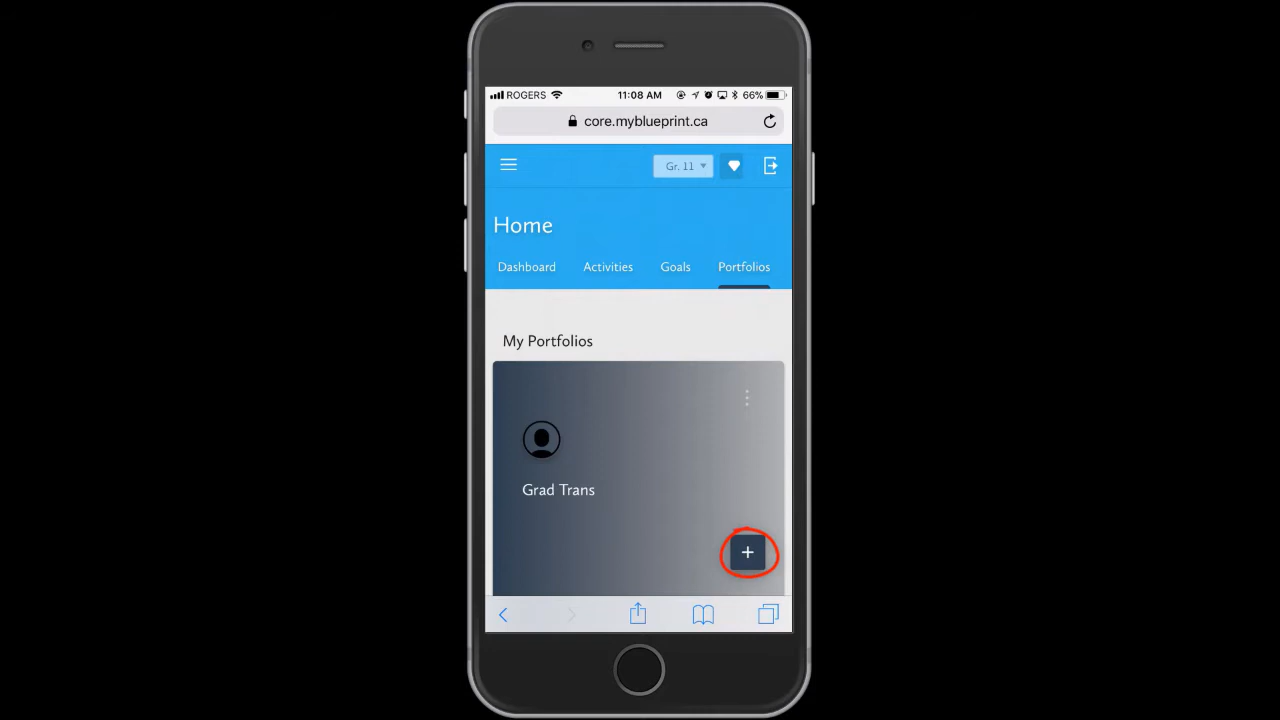 ROGERS 11:08 AM 66%
core.myblueprint.ca
Gr. 11
Home
Dashboard Activities Goals Portfolios
My Portfolios
Grad Trans
+